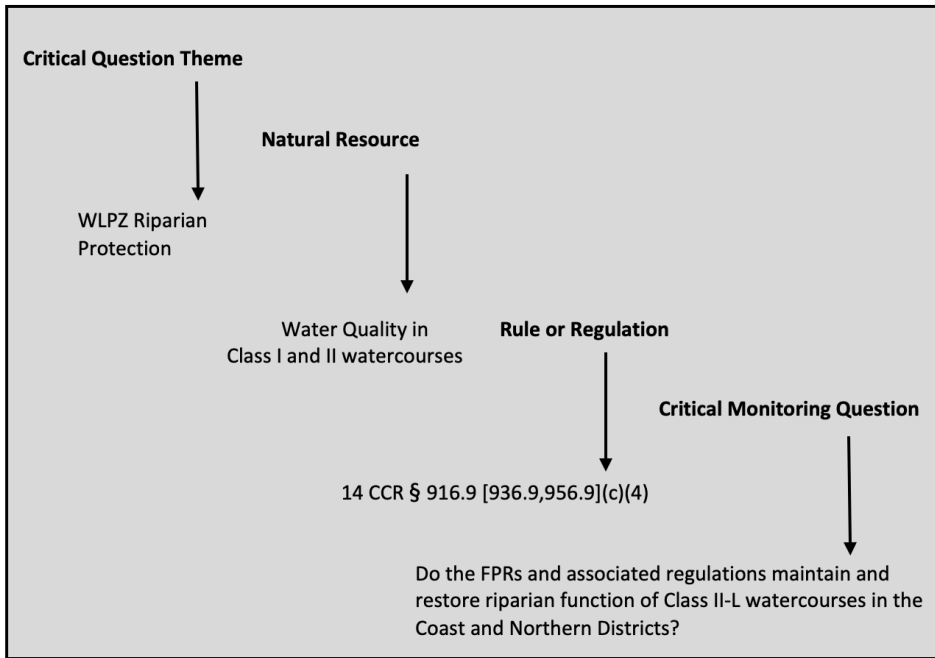 Critical Question Theme
Natural Resource
WLPZ Riparian
Protection
Water Quality in
Class I and II watercourses
Rule or Regulation
Critical Monitoring Question
14 CCR § 916.9 [936.9,956.9](c)(4)
Do the FPRs and associated regulations maintain and
restore riparian function of Class II-L watercourses in the
Coast and Northern Districts?